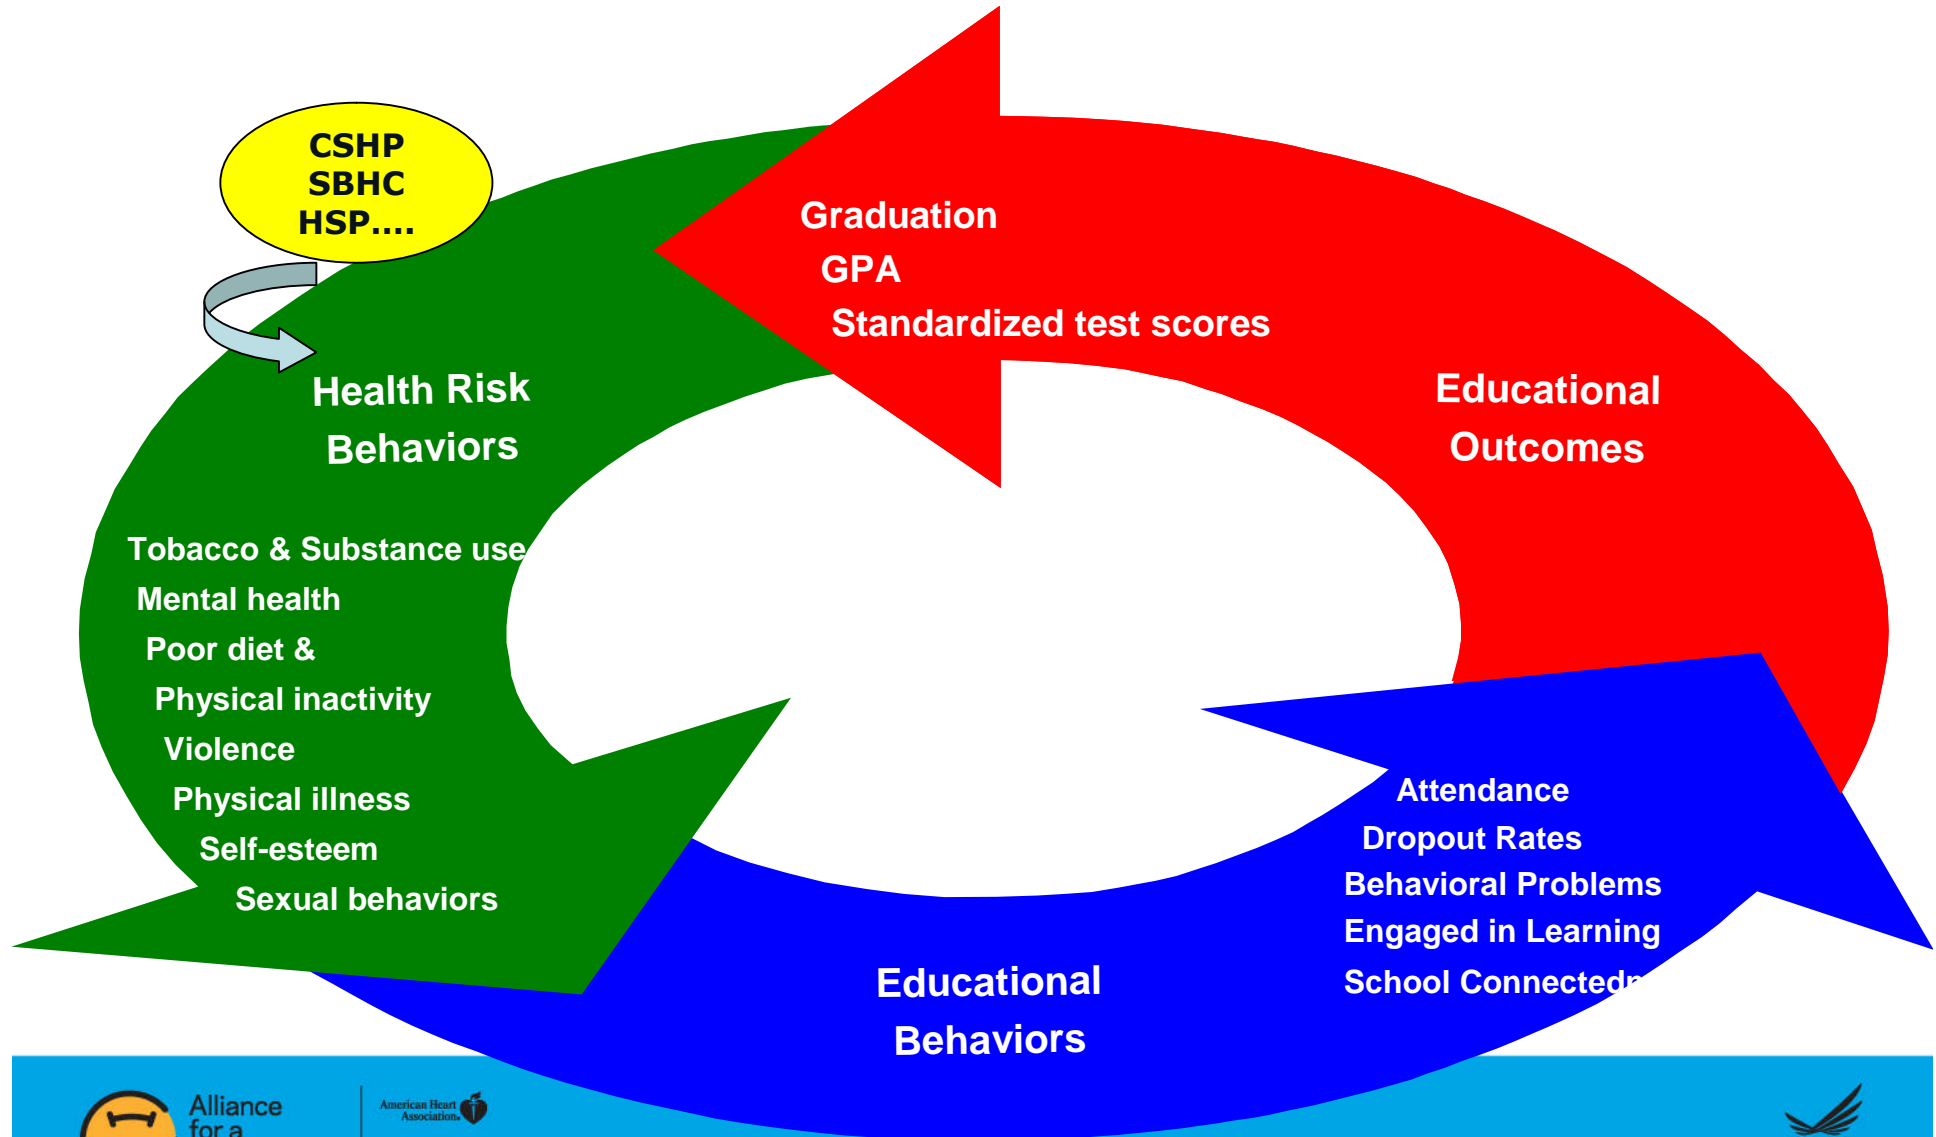 CSHP
SBHC
HSP....
Graduation
GPA
Standardized test scores
Health Risk
Behaviors
Educational
Outcomes
Tobacco & Substance use
Mental health
Poor diet &
Physical inactivity
Violence
Physical illness
Self-esteem
Sexual behaviors
Attendance
Dropout Rates
Behavioral Problems
Engaged in Learning
School
Educational
Behaviors
Alliance
for a
American Heart
Association